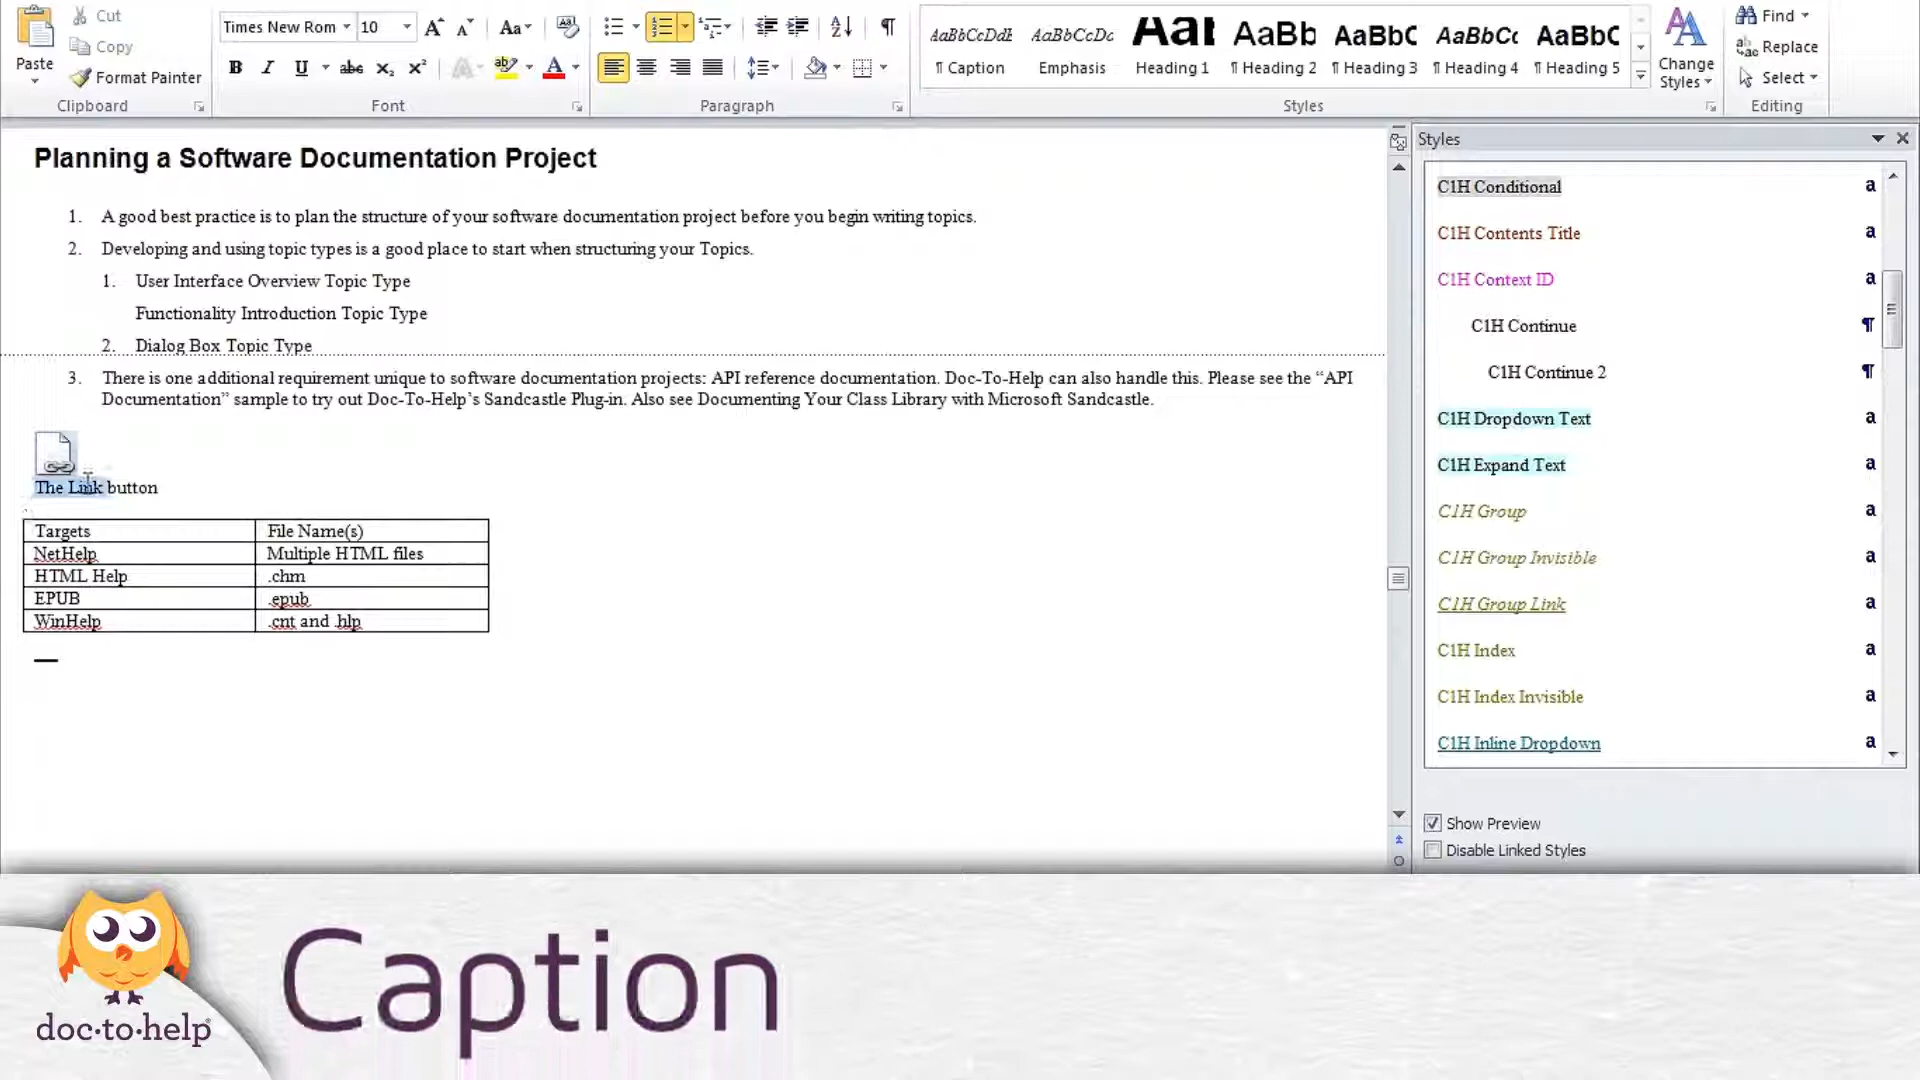 Cut
Copy
Paste
Format Painter
Clipboard
Times New Rom
10
Font
Paragraph
AaBbCcDdE
AaBbCcDc
AaI
AaBb
AaBbC
AaBbCc
AaBbC
¶ Caption
Emphasis
Heading 1
¶ Heading 2
¶ Heading 3
¶ Heading 4
¶ Heading 5
Styles
Change
Styles
Find
Replace
Select
Editing
Planning a Software Documentation Project
1. A good best practice is to plan the structure of your software documentation project before you begin writing topics.
2. Developing and using topic types is a good place to start when structuring your Topics.
1. User Interface Overview Topic Type
Functionality Introduction Topic Type
2. Dialog Box Topic Type
3. There is one additional requirement unique to software documentation projects: API reference documentation. Doc-To-Help can also handle this. Please see the “API
Documentation” sample to try out Doc-To-Help’s Sandcastle Plug-in. Also see Documenting Your Class Library with Microsoft Sandcastle.
The Link button
Targets File Name(s)
NetHelp Multiple HTML files
HTML Help .chm
EPUB .epub
WinHelp .cnt and .hlp
Styles
C1H Conditional a
C1H Contents Title a
C1H Context ID a
C1H Continue ¶
C1H Continue 2 ¶
C1H Dropdown Text a
C1H Expand Text a
C1H Group a
C1H Group Invisible a
C1H Group Link a
C1H Index a
C1H Index Invisible a
C1H Inline Dropdown a
Show Preview
Disable Linked Styles
doc·to·help
Caption